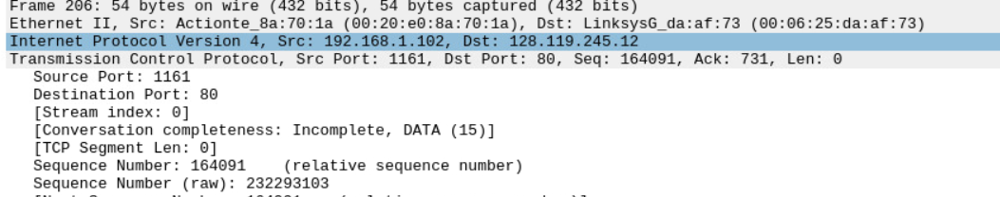 Frame 206: 54 bytes on wire (432 bits), 54 bytes captured (432 bits)
Ethernet II, Src: Actionte_8a:70:1a (00:20:e0:8a:70:1a), Dst: LinksysG_da:af:73 (00:06:25:da:af:73)
Internet Protocol Version 4, Src: 192.168.1.102, Dst: 128.119.245.12
Transmission Control Protocol, Src Port: 1161, Dst Port: 80, Seq: 164091, Ack: 731, Len: 0
Source Port: 1161
Destination Port: 80
[Stream index: 0]
[Conversation completeness: Incomplete, DATA (15)]
[TCP Segment Len: 0]
Sequence Number: 164091    (relative sequence number)
Sequence Number (raw): 232293103